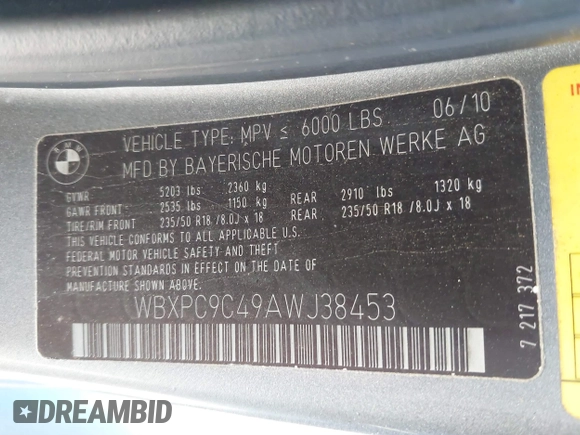 BMW
VEHICLE TYPE: MPV ≤ 6000 LBS 06/10
MFD BY BAYERISCHE MOTOREN WERKE AG
GVWR 5203 lbs 2360 kg
GAWR FRONT: 2535 lbs 1150 kg REAR 2910 lbs 1320 kg
TIRE/RIM FRONT 235/50 R18 /8.0J x 18 REAR 235/50 R18 /8.0J x 18
THIS VEHICLE CONFORMS TO ALL APPLICABLE U.S.
FEDERAL MOTOR VEHICLE SAFETY AND THEFT
PREVENTION STANDARDS IN EFFECT ON THE DATE OF
MANUFACTURE SHOWN ABOVE.
WBXPC9C49AWJ38453
7 217 372
DREAMBID